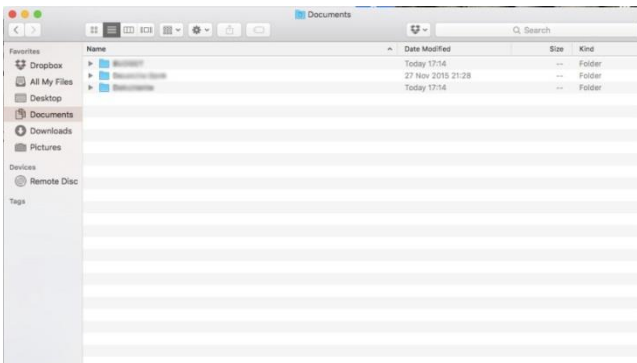 Documents
Search
Favorites
Dropbox
All My Files
Desktop
Documents
Downloads
Pictures
Devices
Remote Disc
Tags
Name Date Modified Size Kind
Today 17:14 -- Folder
27 Nov 2015 21:28 -- Folder
Today 17:14 -- Folder